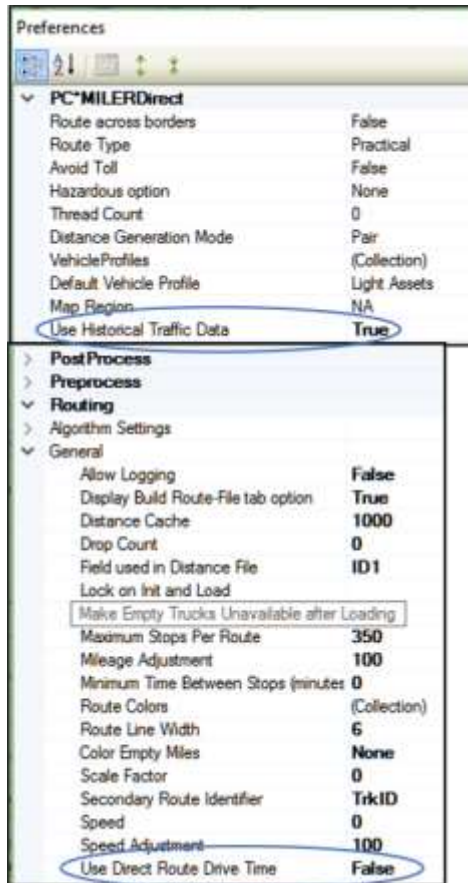 Preferences
PC*MILERDirect
Route across borders False
Route Type Practical
Avoid Toll False
Hazardous option None
Thread Count 0
Distance Generation Mode Pair
VehicleProfiles (Collection)
Default Vehicle Profile Light Assets
Map Region NA
Use Historical Traffic Data True
PostProcess
Preprocess
Routing
Algorithm Settings
General
Allow Logging False
Display Build Route-File tab option True
Distance Cache 1000
Drop Count 0
Field used in Distance File ID1
Lock on Init and Load
Make Empty Trucks Unavailable after Loading
Maximum Stops Per Route 350
Mileage Adjustment 100
Minimum Time Between Stops (minutes 0
Route Colors (Collection)
Route Line Width 6
Color Empty Miles None
Scale Factor 0
Secondary Route Identifier TrkID
Speed 0
Speed Adjustment 100
Use Direct Route Drive Time False